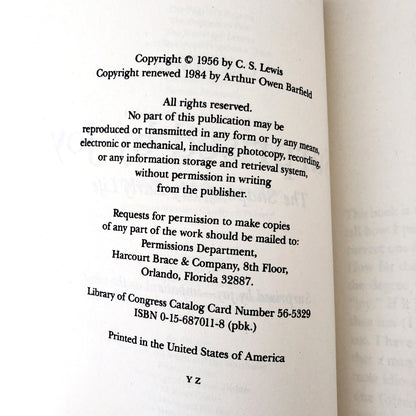 Copyright © 1956 by C. S. Lewis
Copyright renewed 1984 by Arthur Owen Barfield
All rights reserved.
No part of this publication may be
reproduced or transmitted in any form or by any means,
electronic or mechanical, including photocopy, recording,
or any information storage and retrieval system,
without permission in writing
from the publisher.
Requests for permission to make copies
of any part of the work should be mailed to:
Permissions Department,
Harcourt Brace & Company, 8th Floor,
Orlando, Florida 32887.
Library of Congress Catalog Card Number 56-5329
ISBN 0-15-687011-8 (pbk.)
Printed in the United States of America
Y Z